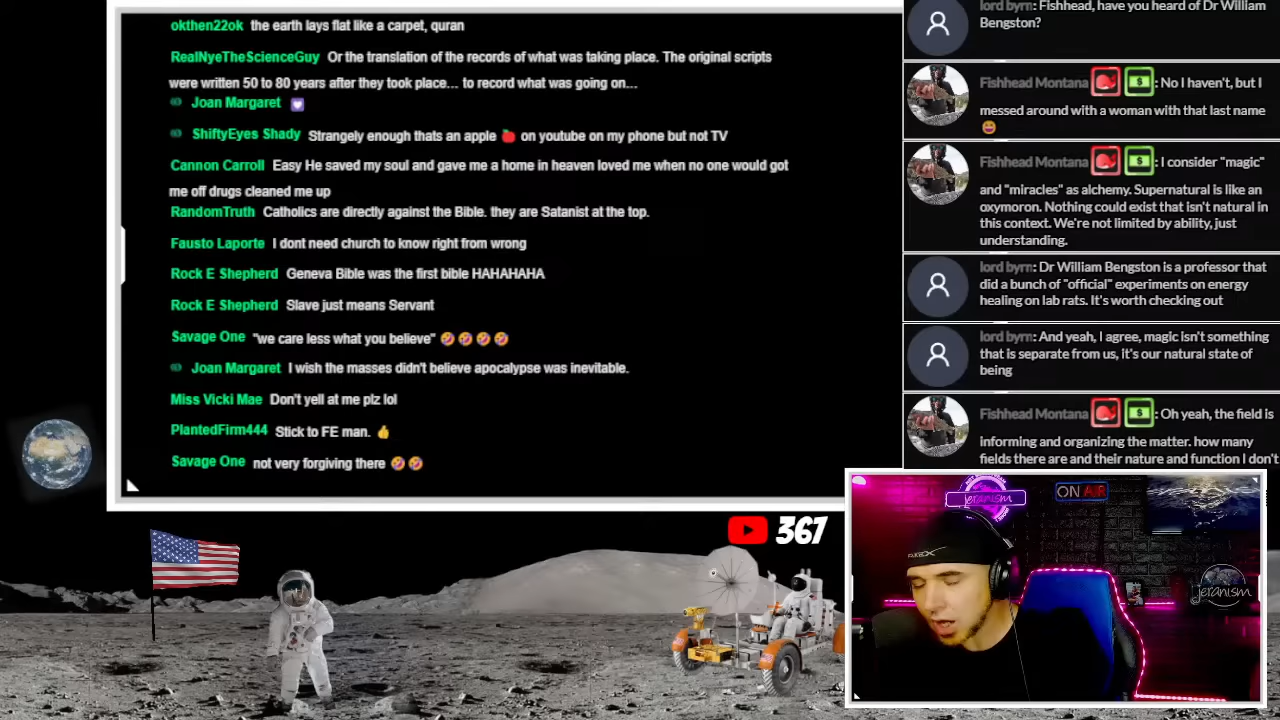 okthen22ok the earth lays flat like a carpet, quran
RealNyeTheScienceGuy Or the translation of the records of what was taking place. The original scripts
were written 50 to 80 years after they took place... to record what was going on...
Joan Margaret
ShiftyEyes Shady Strangely enough thats an apple 🍎 on youtube on my phone but not TV
Cannon Carroll Easy He saved my soul and gave me a home in heaven loved me when no one would got
me off drugs cleaned me up
RandomTruth Catholics are directly against the Bible. they are Satanist at the top.
Fausto Laporte I dont need church to know right from wrong
Rock E Shepherd Geneva Bible was the first bible HAHAHAHA
Rock E Shepherd Slave just means Servant
Savage One "we care less what you believe" 🤣🤣🤣🤣
Joan Margaret I wish the masses didn't believe apocalypse was inevitable.
Miss Vicki Mae Don't yell at me plz lol
PlantedFirm444 Stick to FE man. 👍
Savage One not very forgiving there 🤣🤣
367
lord byrn: Fishhead, have you heard of Dr William
Bengston?
Fishhead Montana : No I haven't, but I
messed around with a woman with that last name
😄
Fishhead Montana : I consider "magic"
and "miracles" as alchemy. Supernatural is like an
oxymoron. Nothing could exist that isn't natural in
this context. We're not limited by ability, just
understanding.
lord byrn: Dr William Bengston is a professor that
did a bunch of "official" experiments on energy
healing on lab rats. It's worth checking out
lord byrn: And yeah, I agree, magic isn't something
that is separate from us, it's our natural state of
being
Fishhead Montana : Oh yeah, the field is
informing and organizing the matter. how many
fields there are and their nature and function I don't
jeranism
ON AIR
jeranism